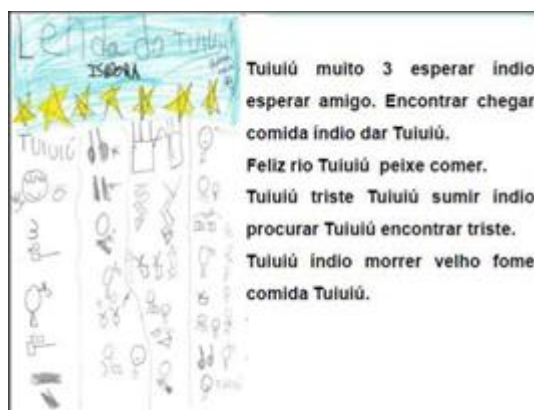 Lenda do TUIUIÚ
ISADORA
TUIUIÚ
Tuiuiú muito 3 esperar índio
esperar amigo. Encontrar chegar
comida índio dar Tuiuiú.
Feliz rio Tuiuiú peixe comer.
Tuiuiú triste Tuiuiú sumir índio
procurar Tuiuiú encontrar triste.
Tuiuiú índio morrer velho fome
comida Tuiuiú.